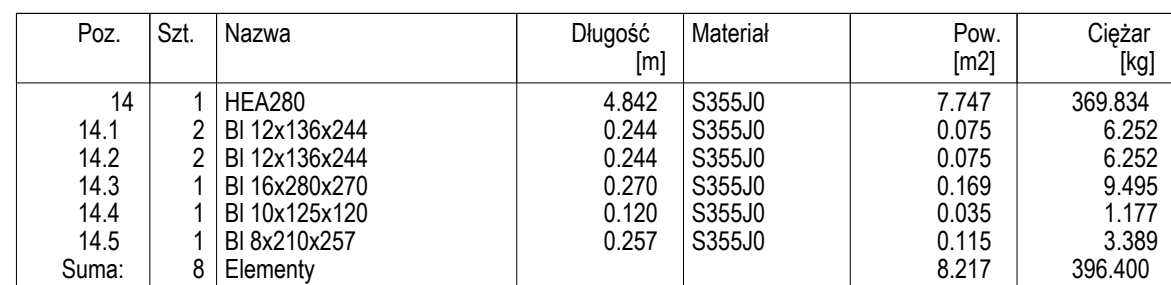 Poz. Szt. Nazwa Długość Materiał Pow. Ciężar
[m] [m2] [kg]
14 1 HEA280 4.842 S355J0 7.747 369.834
14.1 2 Bl 12x136x244 0.244 S355J0 0.075 6.252
14.2 2 Bl 12x136x244 0.244 S355J0 0.075 6.252
14.3 1 Bl 16x280x270 0.270 S355J0 0.169 9.495
14.4 1 Bl 10x125x120 0.120 S355J0 0.035 1.177
14.5 1 Bl 8x210x257 0.257 S355J0 0.115 3.389
Suma: 8 Elementy 8.217 396.400